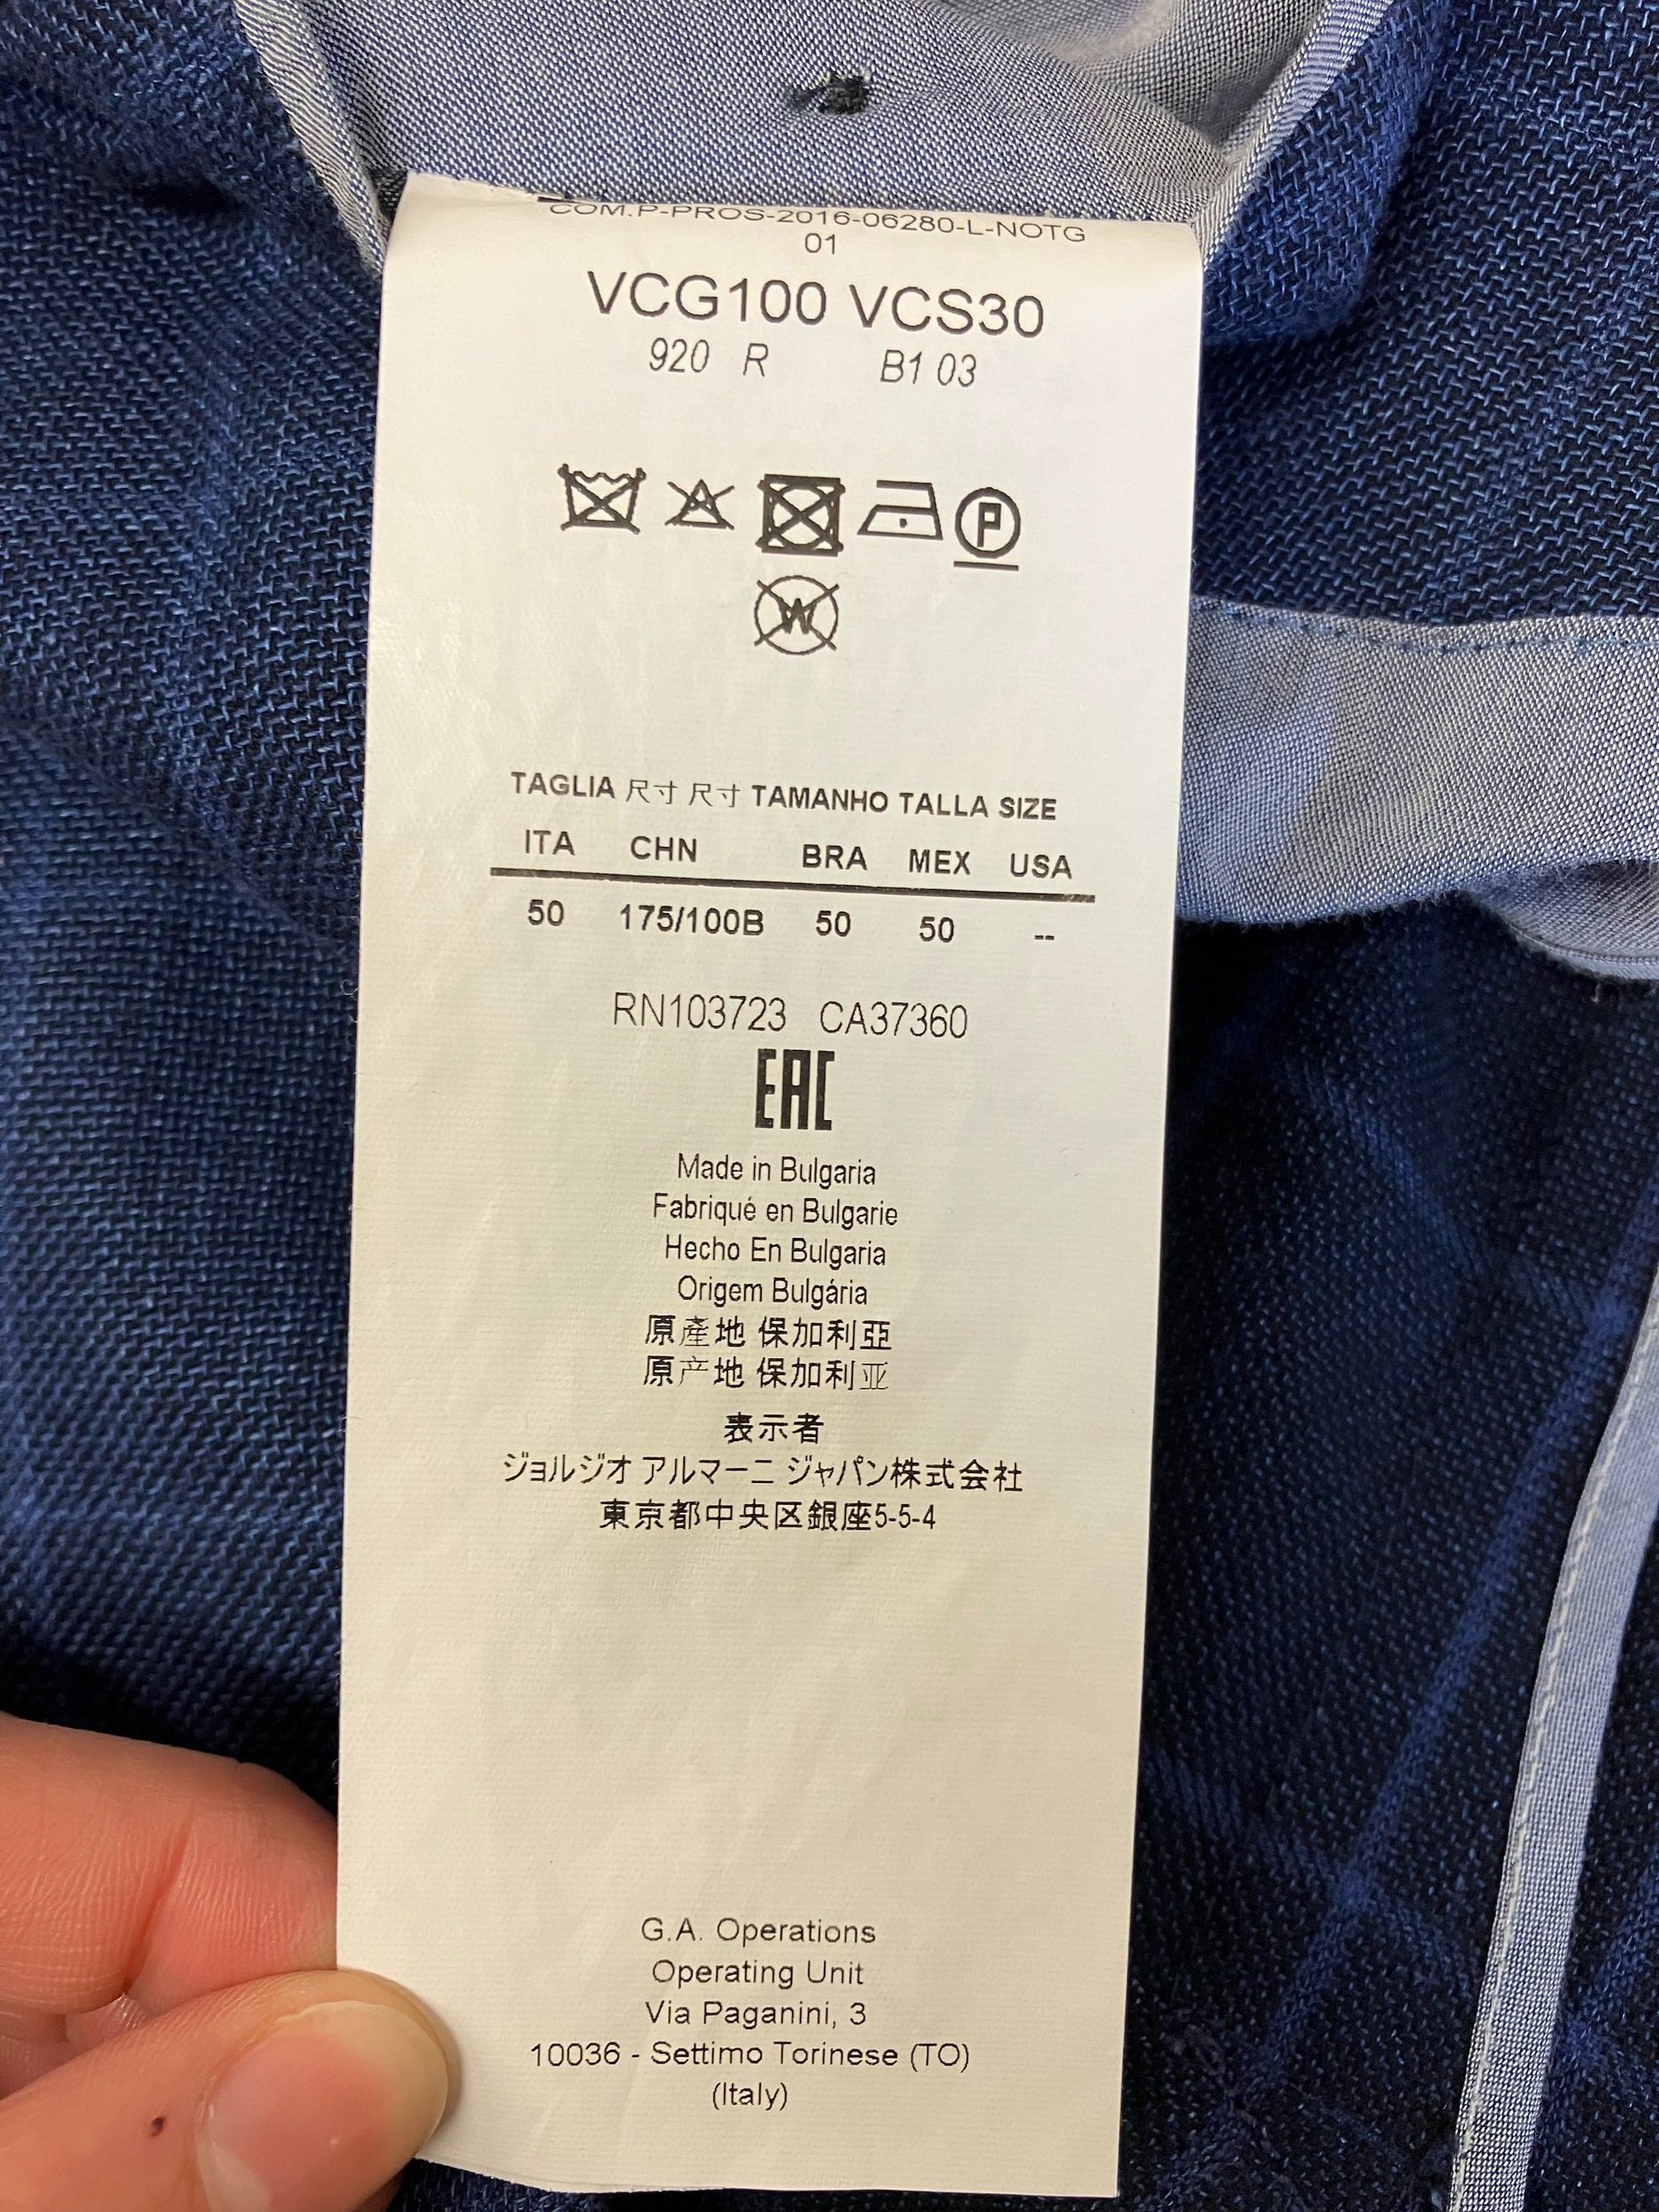 COM.P-PROS-2016-06280-L-NOTG
01
VCG100 VCS30
920 R B1 03
P
W
TAGLIA 尺寸 尺寸 TAMANHO TALLA SIZE
ITA CHN BRA MEX USA
50 175/100B 50 50 --
RN103723 CA37360
EAC
Made in Bulgaria
Fabriqué en Bulgarie
Hecho En Bulgaria
Origem Bulgária
原產地 保加利亞
原产地 保加利亚
表示者
ジョルジオ アルマーニ ジャパン株式会社
東京都中央区銀座5-5-4
G.A. Operations
Operating Unit
Via Paganini, 3
10036 - Settimo Torinese (TO)
(Italy)